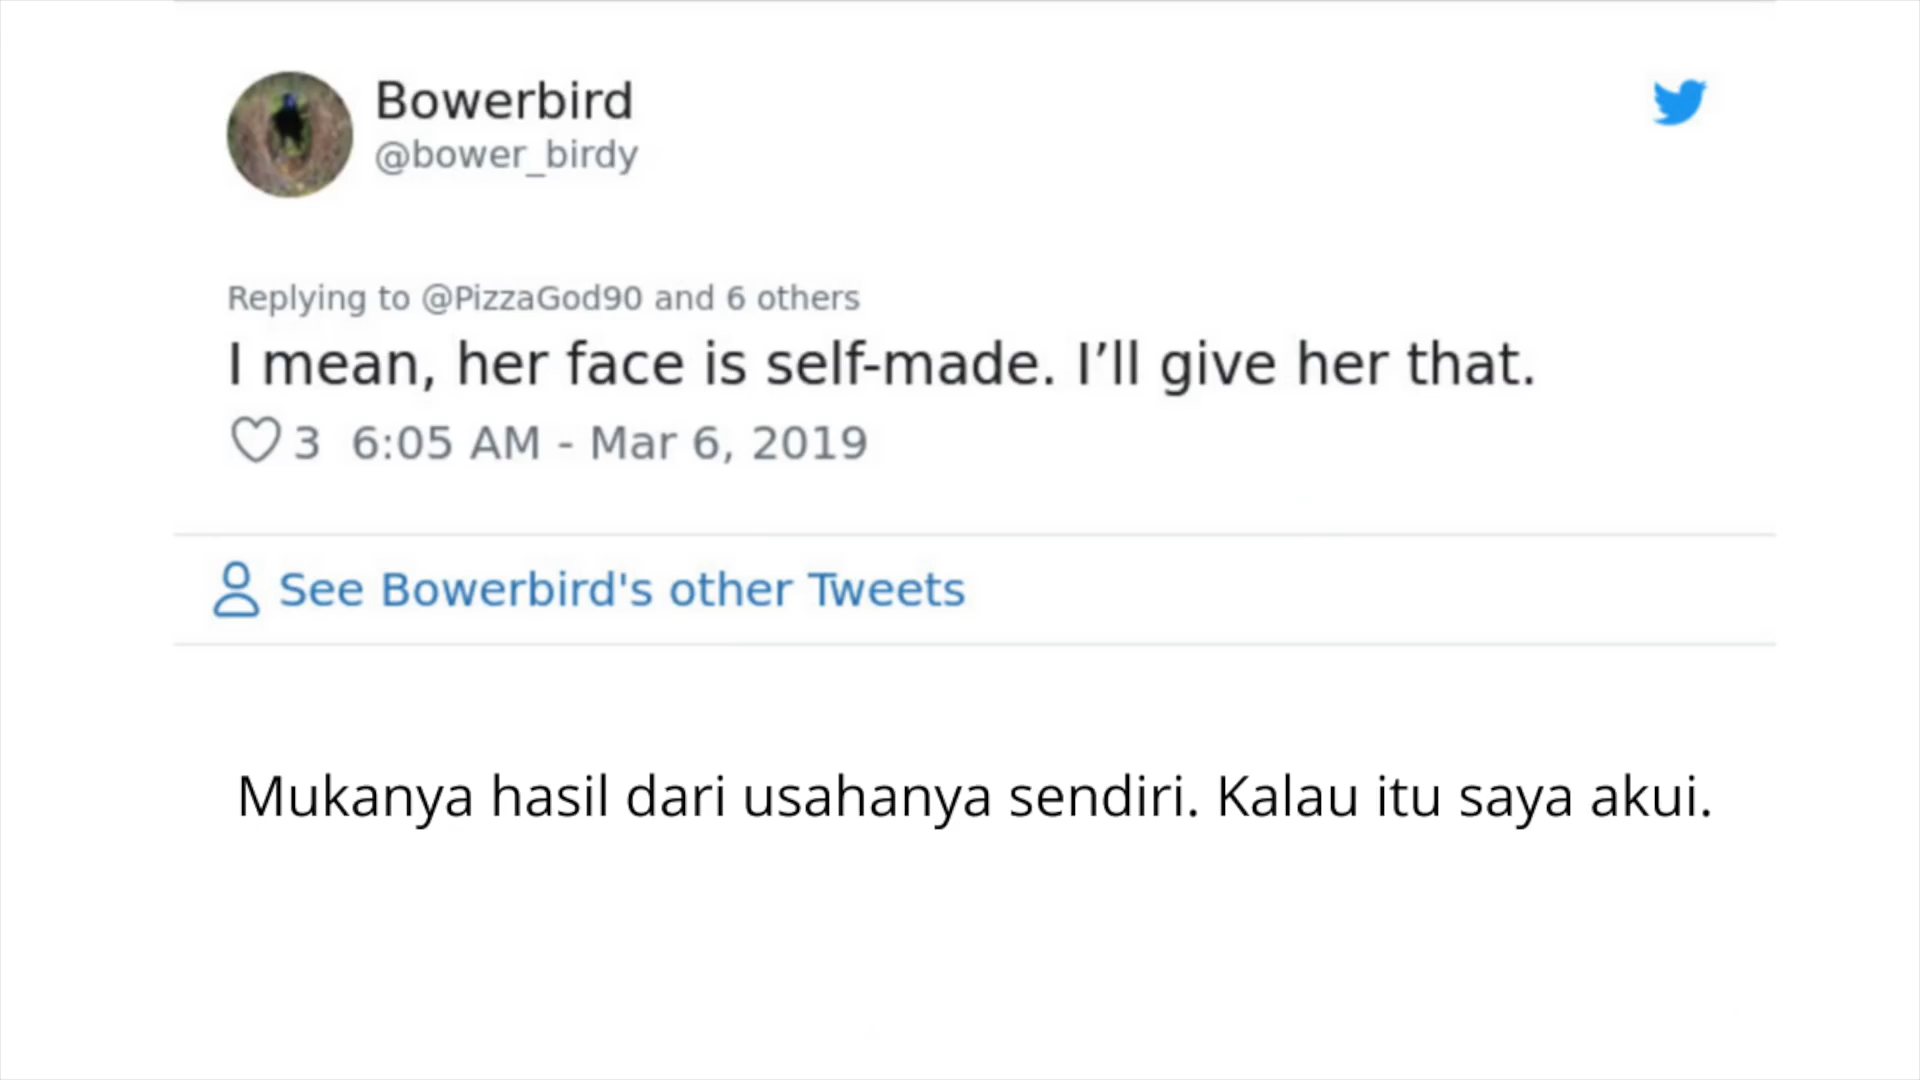 Bowerbird
@bower_birdy
Replying to @PizzaGod90 and 6 others
I mean, her face is self-made. I’ll give her that.
3 6:05 AM - Mar 6, 2019
See Bowerbird's other Tweets
Mukanya hasil dari usahanya sendiri. Kalau itu saya akui.